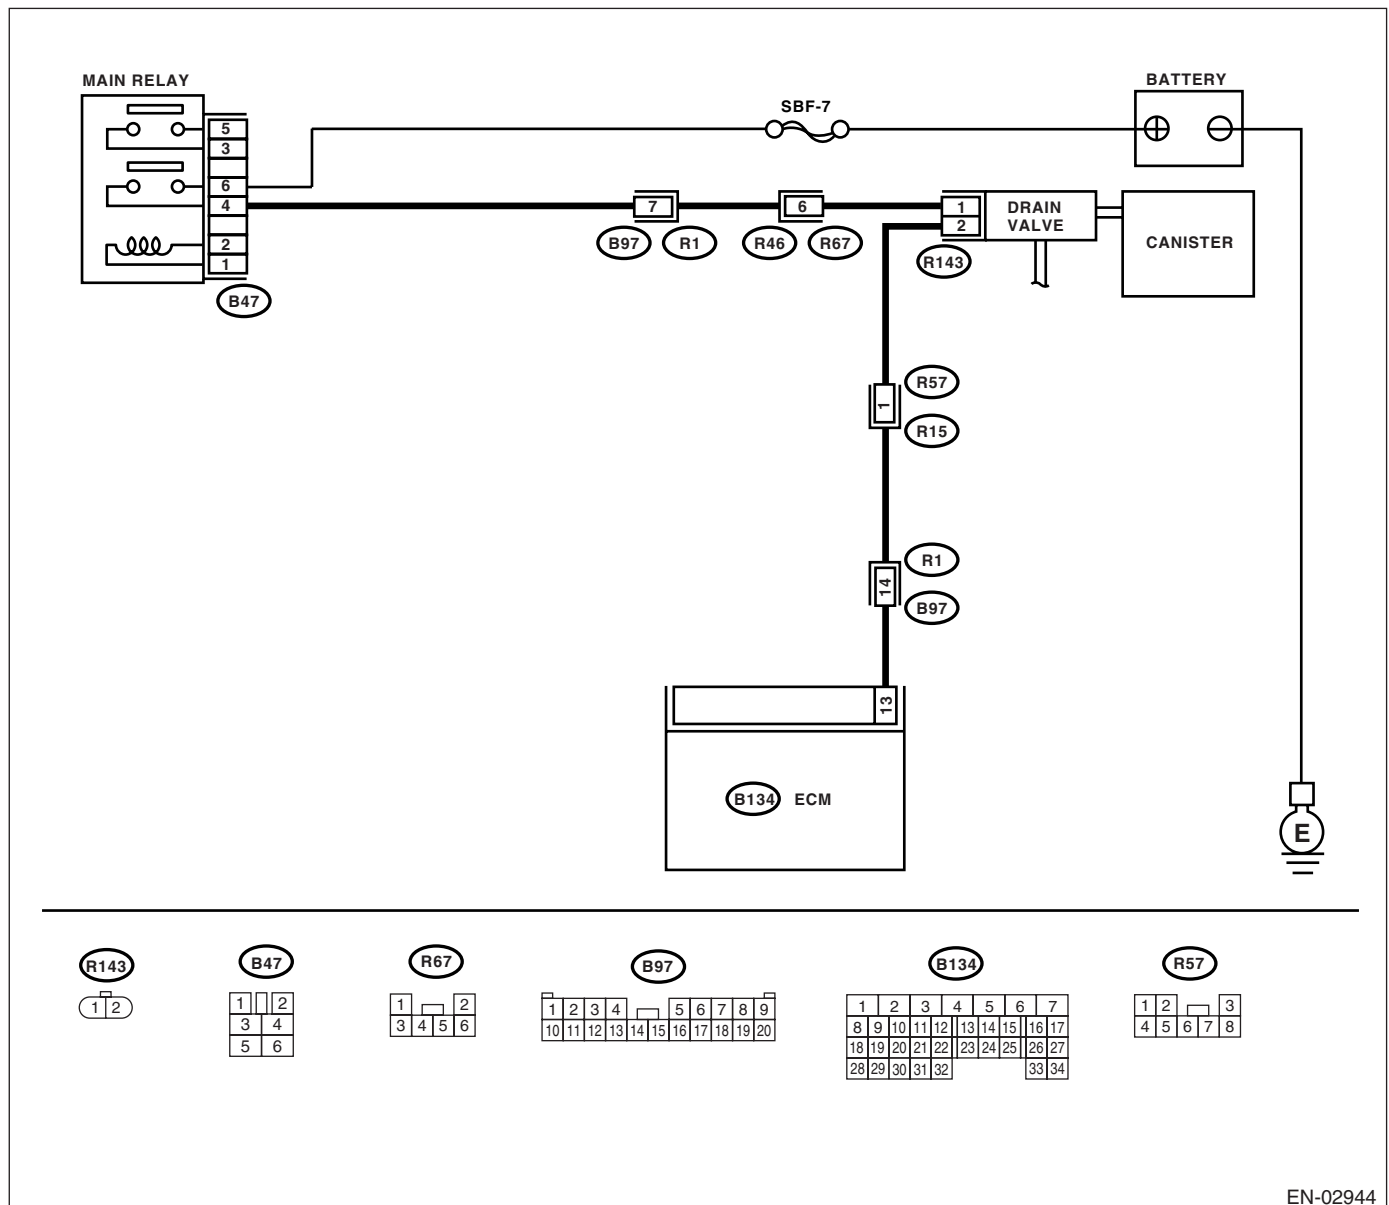 MAIN RELAY
BATTERY
SBF-7
5
3
6
4
2
1
B47
7
B97 R1
6
R46 R67
1
2
R143
DRAIN
VALVE
CANISTER
1
R57
R15
14
R1
B97
13
B134 ECM
E
R143
1 2
B47
1 2
3 4
5 6
R67
1 2
3 4 5 6
B97
1 2 3 4 5 6 7 8 9
10 11 12 13 14 15 16 17 18 19 20
B134
1 2 3 4 5 6 7
8 9 10 11 12 13 14 15 16 17
18 19 20 21 22 23 24 25 26 27
28 29 30 31 32 33 34
R57
1 2 3
4 5 6 7 8
EN-02944